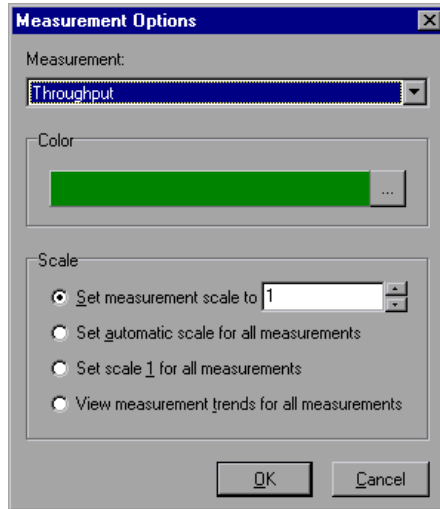 Measurement Options
Measurement:
Throughput
Color
...
Scale
Set measurement scale to 1
Set automatic scale for all measurements
Set scale 1 for all measurements
View measurement trends for all measurements
OK Cancel